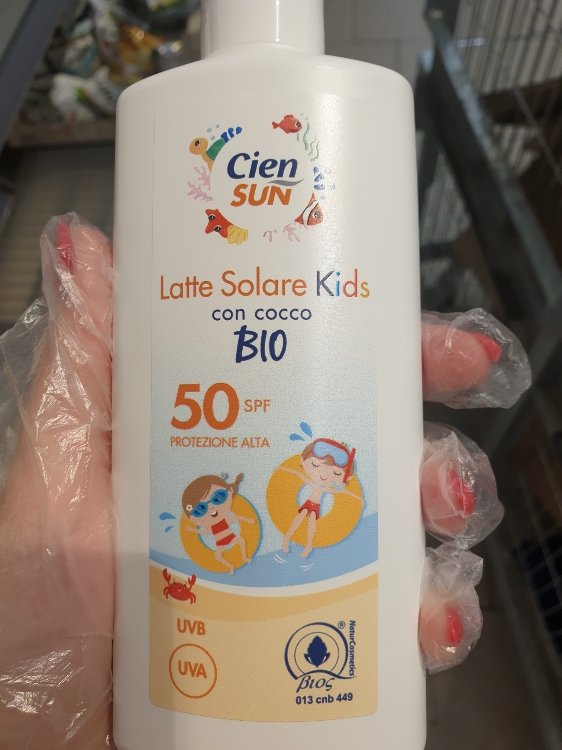 Cien
SUN
Latte Solare Kids
con cocco
BIO
50 SPF
PROTEZIONE ALTA
UVB
UVA
NaturCosmetics
®
βιος
013 cnb 449